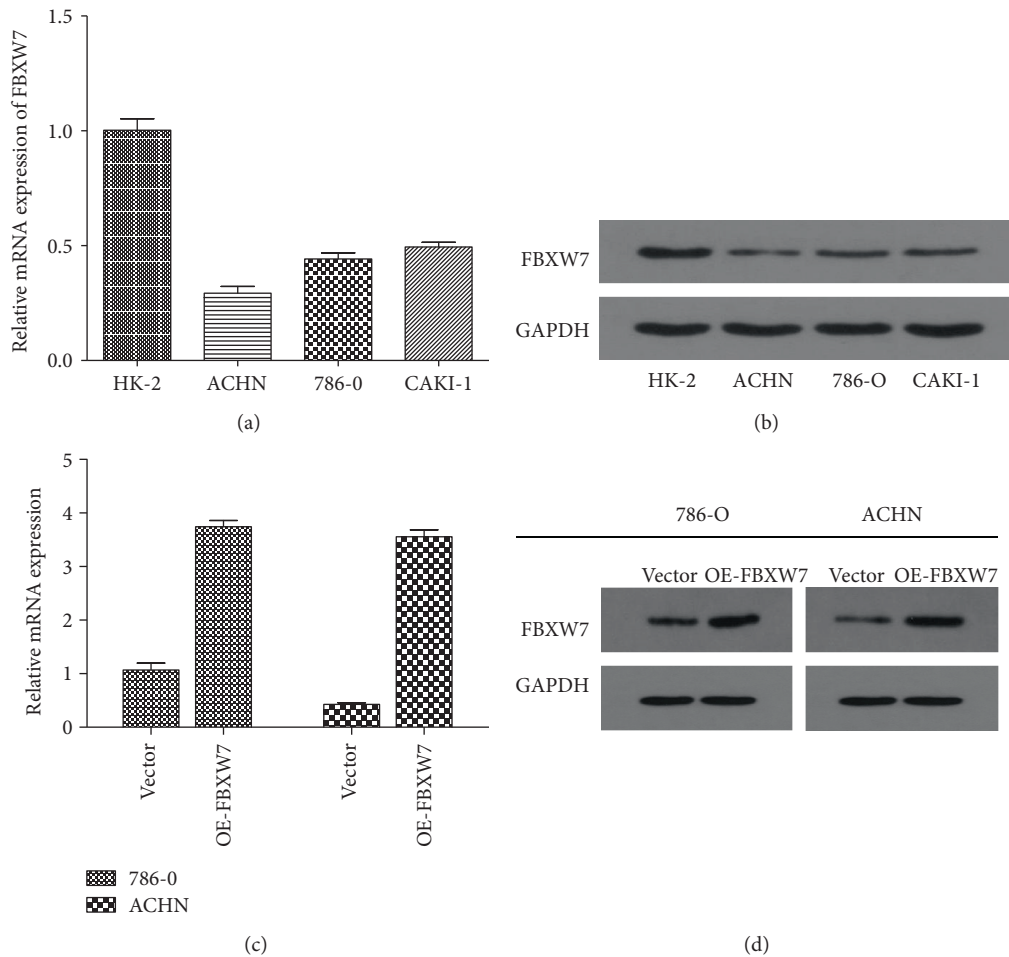 Relative mRNA expression of FBXW7
1.5
1.0
0.5
0.0
HK-2 ACHN 786-0 CAKI-1
(a)
FBXW7
GAPDH
HK-2 ACHN 786-O CAKI-1
(b)
Relative mRNA expression
5
4
3
2
1
0
Vector
OE-FBXW7
Vector
OE-FBXW7
786-0
ACHN
(c)
786-O ACHN
Vector OE-FBXW7 Vector OE-FBXW7
FBXW7
GAPDH
(d)